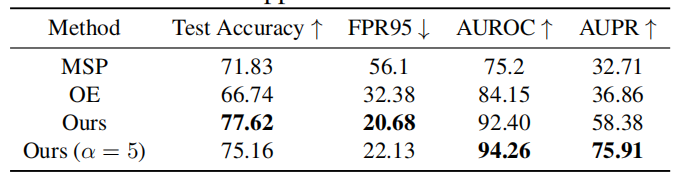 Method Test Accuracy ↑ FPR95 ↓ AUROC ↑ AUPR ↑
MSP 71.83 56.1 75.2 32.71
OE 66.74 32.38 84.15 36.86
Ours 77.62 20.68 92.40 58.38
Ours (α = 5) 75.16 22.13 94.26 75.91